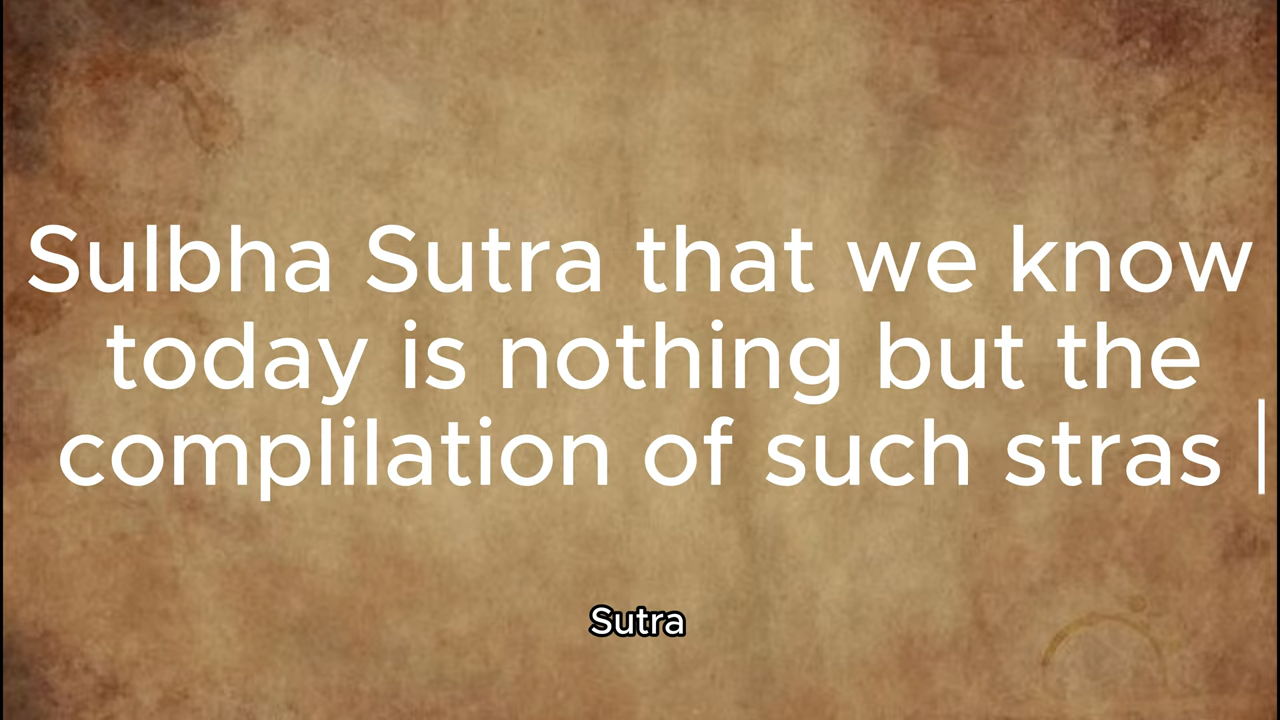 Sulbha Sutra that we know
today is nothing but the
complilation of such stras |
Sutra